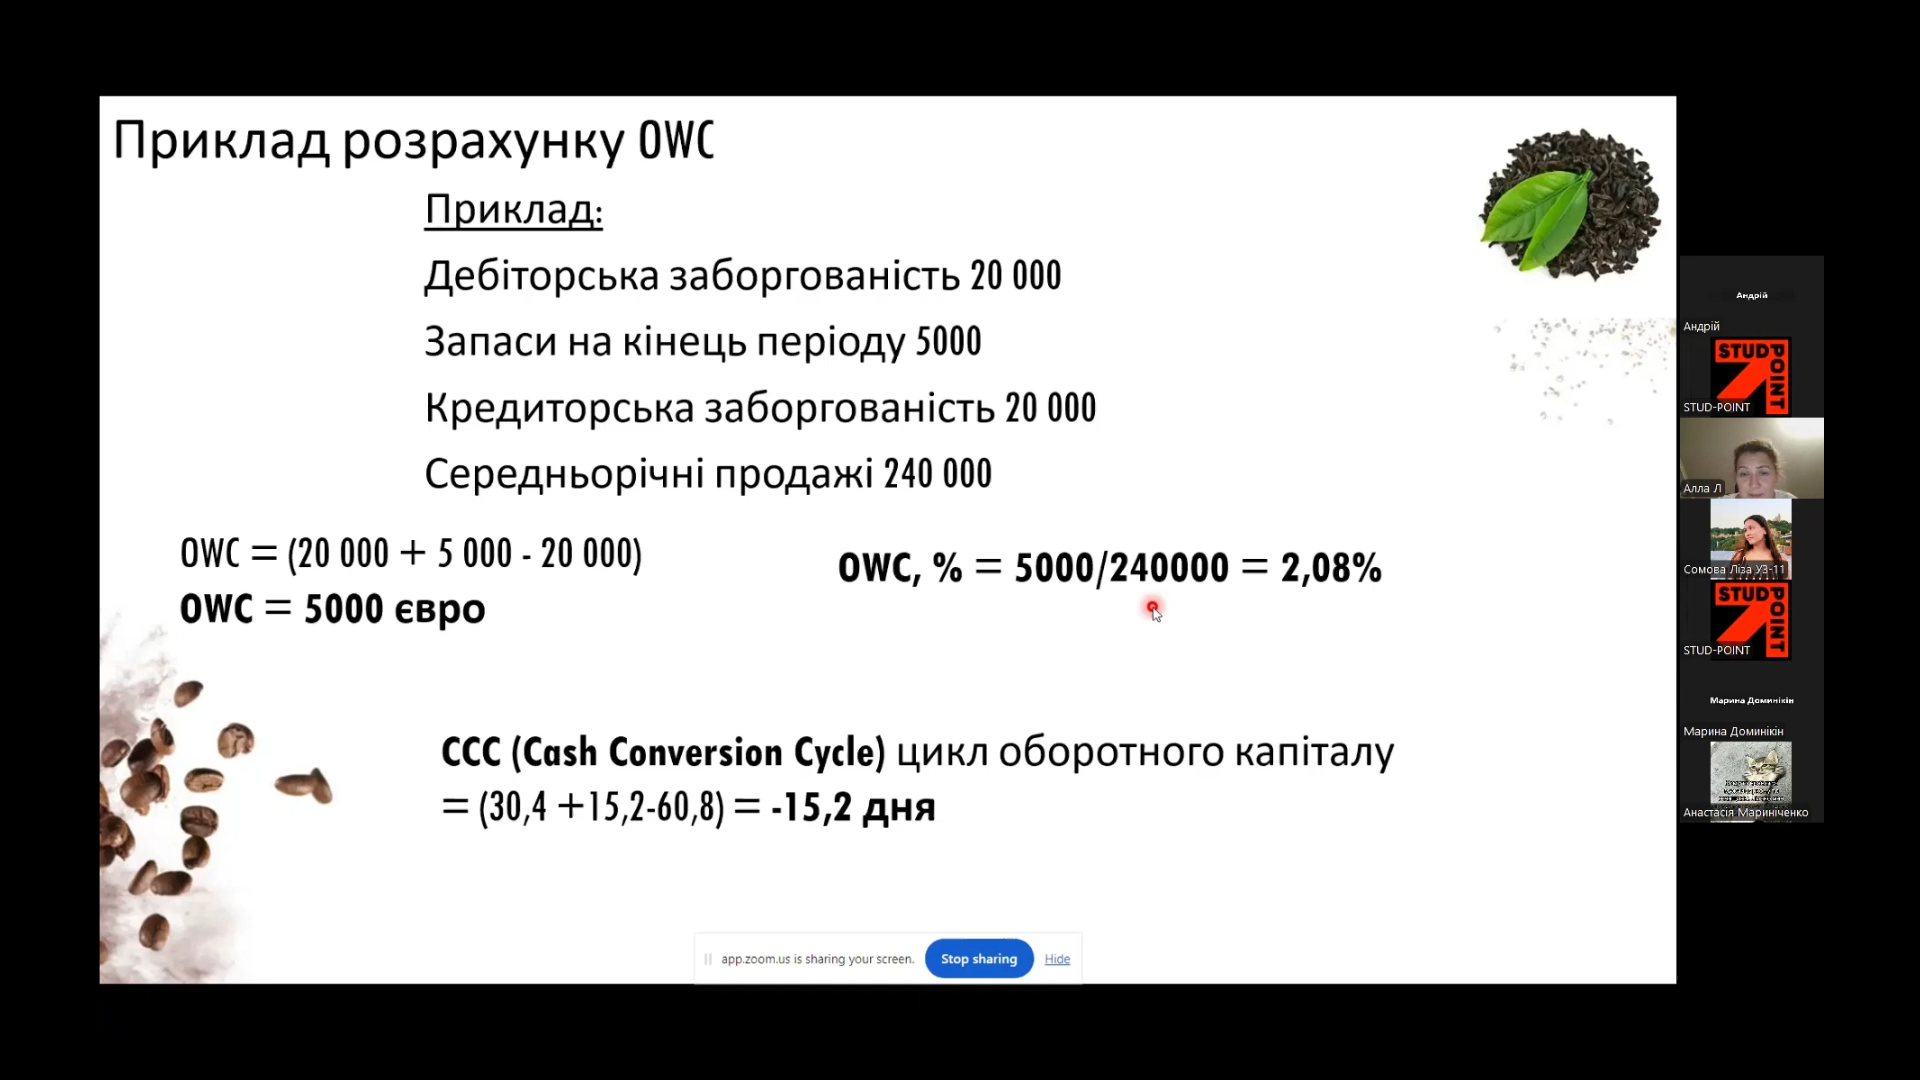 Приклад розрахунку OWC
Приклад:
Дебіторська заборгованість 20 000
Запаси на кінець періоду 5000
Кредиторська заборгованість 20 000
Середньорічні продажі 240 000
OWC = (20 000 + 5 000 - 20 000)
OWC = 5000 євро
OWC, % = 5000/240000 = 2,08%
CCC (Cash Conversion Cycle) цикл оборотного капіталу
= (30,4 +15,2-60,8) = -15,2 дня
app.zoom.us is sharing your screen.
Stop sharing
Hide
Андрій
Андрій
STUD POINT
STUD-POINT
Алла Л
Сомова Ліза УЗ-11
STUD POINT
STUD-POINT
Марина Доминікін
Марина Доминікін
Анастасія Мариніченко